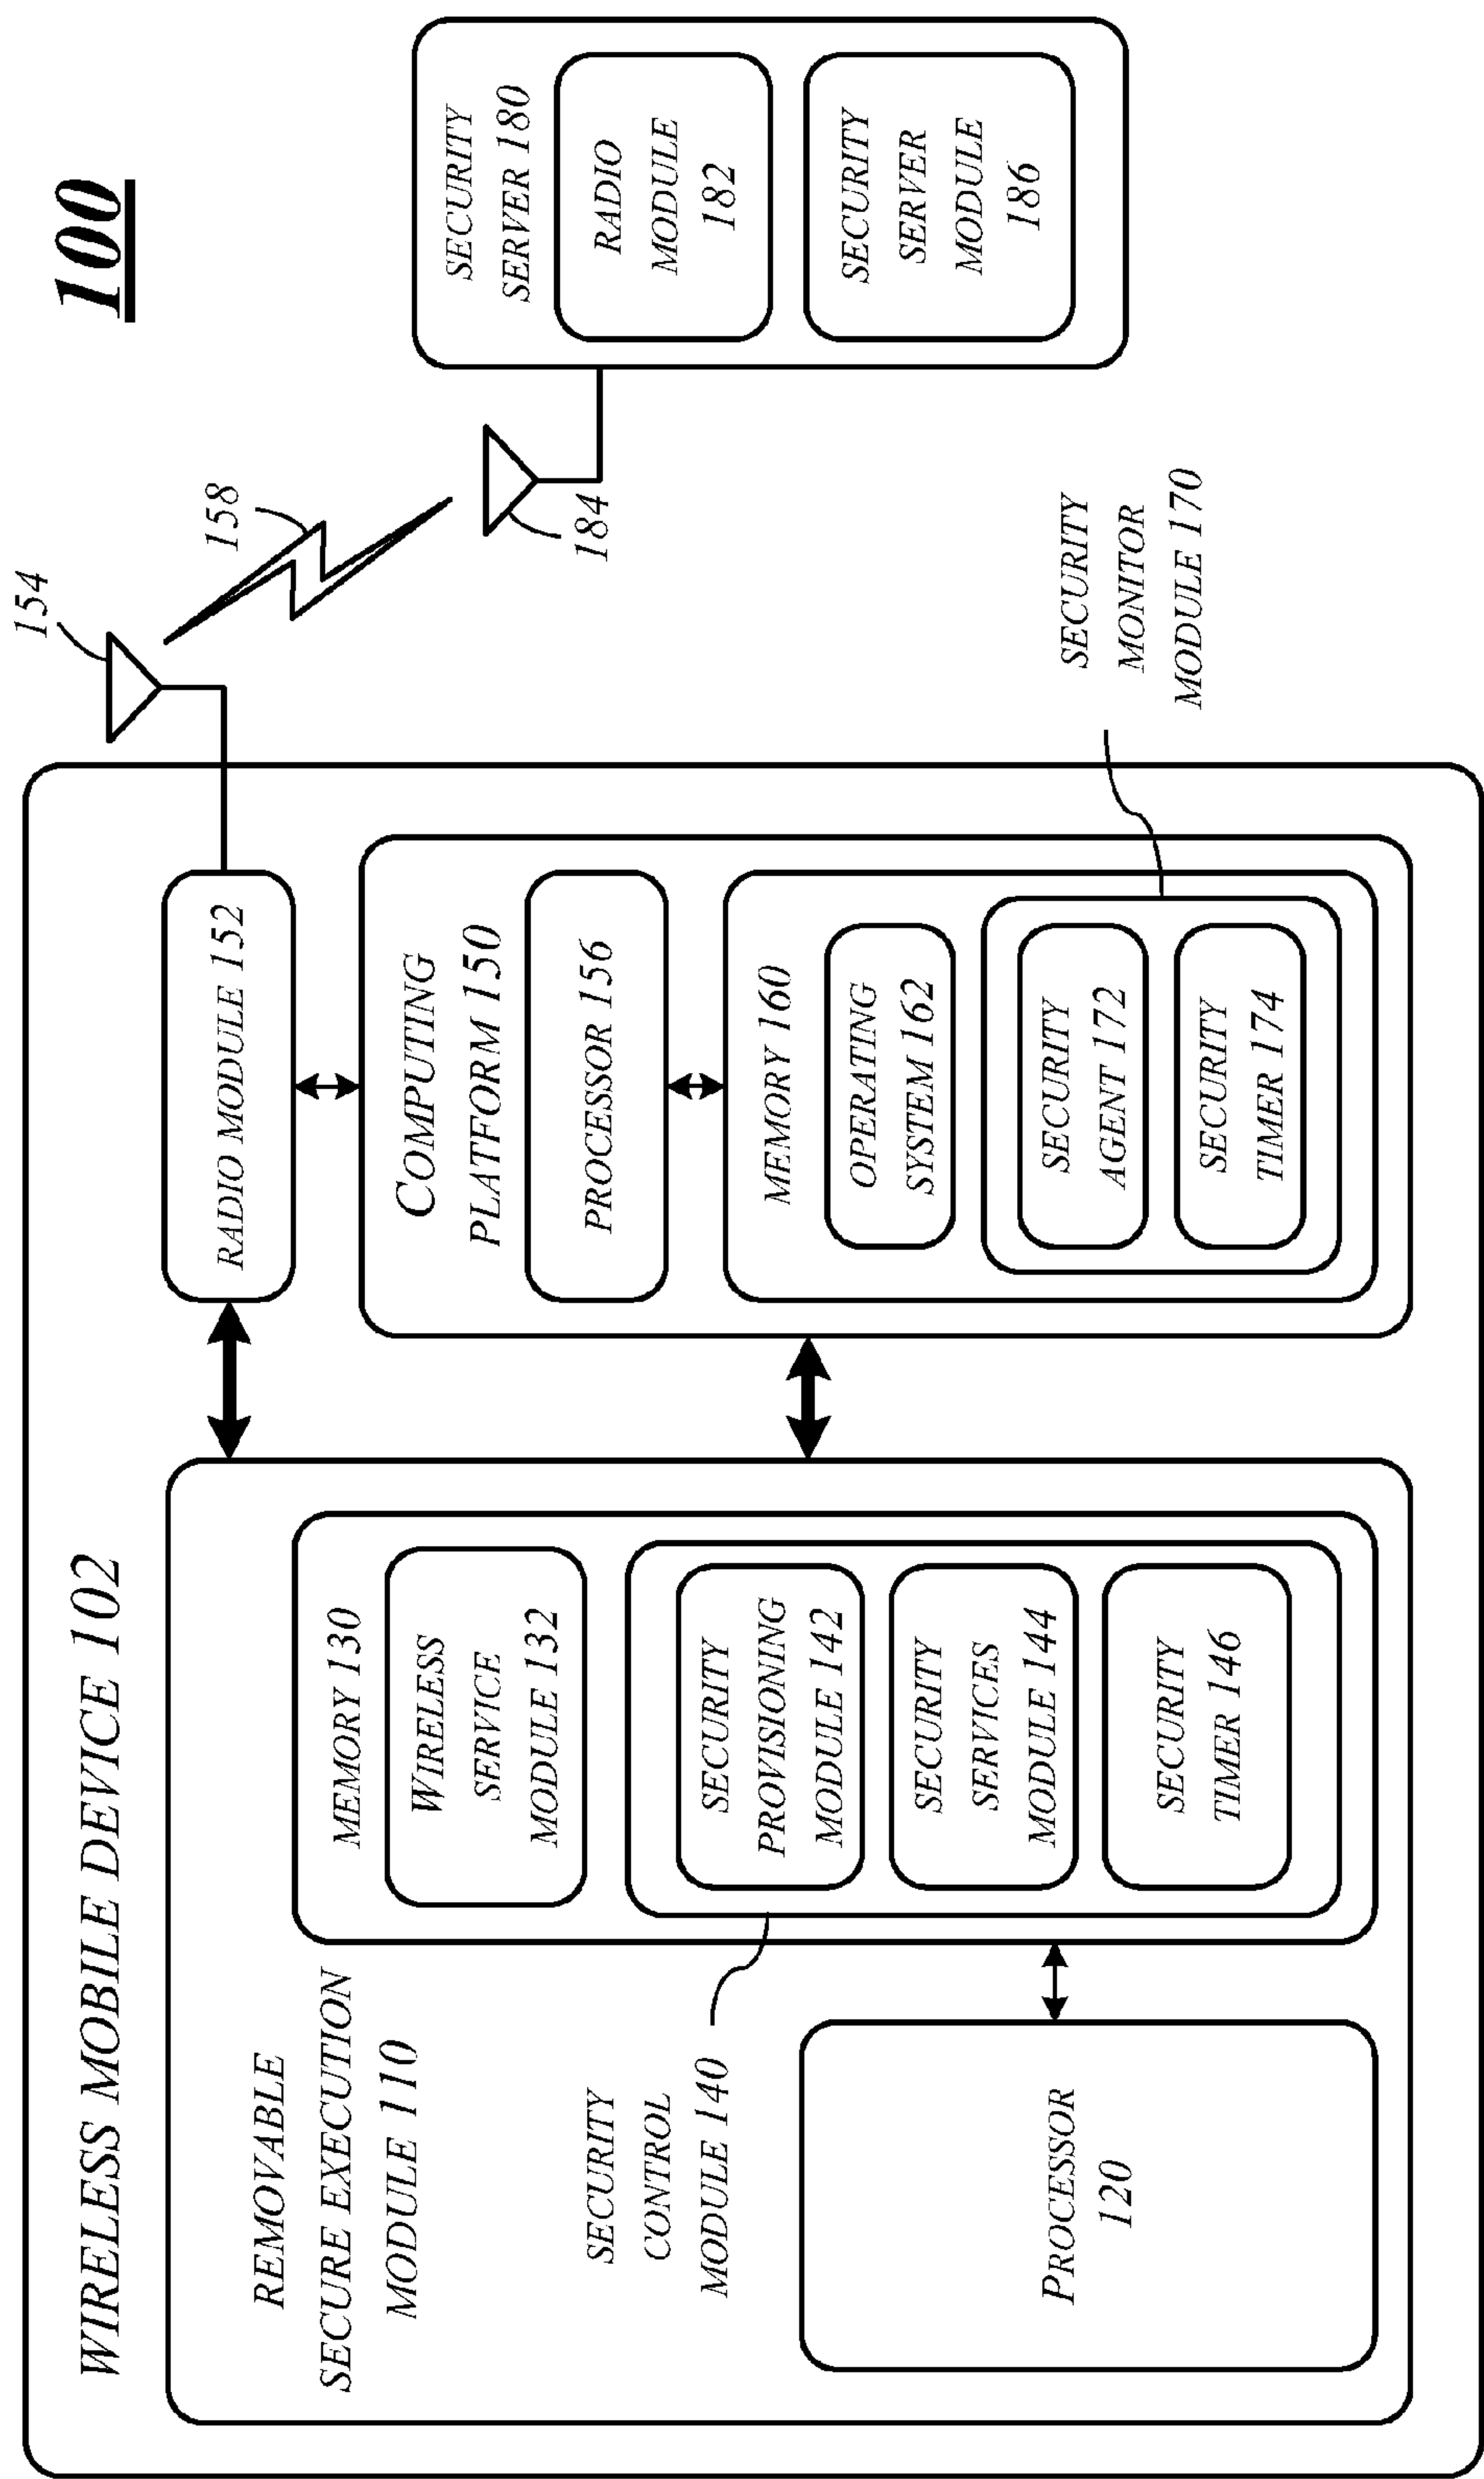 100
WIRELESS MOBILE DEVICE 102
REMOVABLE
SECURE EXECUTION
MODULE 110
SECURITY
CONTROL
MODULE 140
PROCESSOR
120
MEMORY 130
WIRELESS
SERVICE
MODULE 132
SECURITY
PROVISIONING
MODULE 142
SECURITY
SERVICES
MODULE 144
SECURITY
TIMER 146
RADIO MODULE 152
COMPUTING
PLATFORM 150
PROCESSOR 156
MEMORY 160
OPERATING
SYSTEM 162
SECURITY
AGENT 172
SECURITY
TIMER 174
SECURITY
MONITOR
MODULE 170
154
158
184
SECURITY
SERVER 180
RADIO
MODULE
182
SECURITY
SERVER
MODULE
186